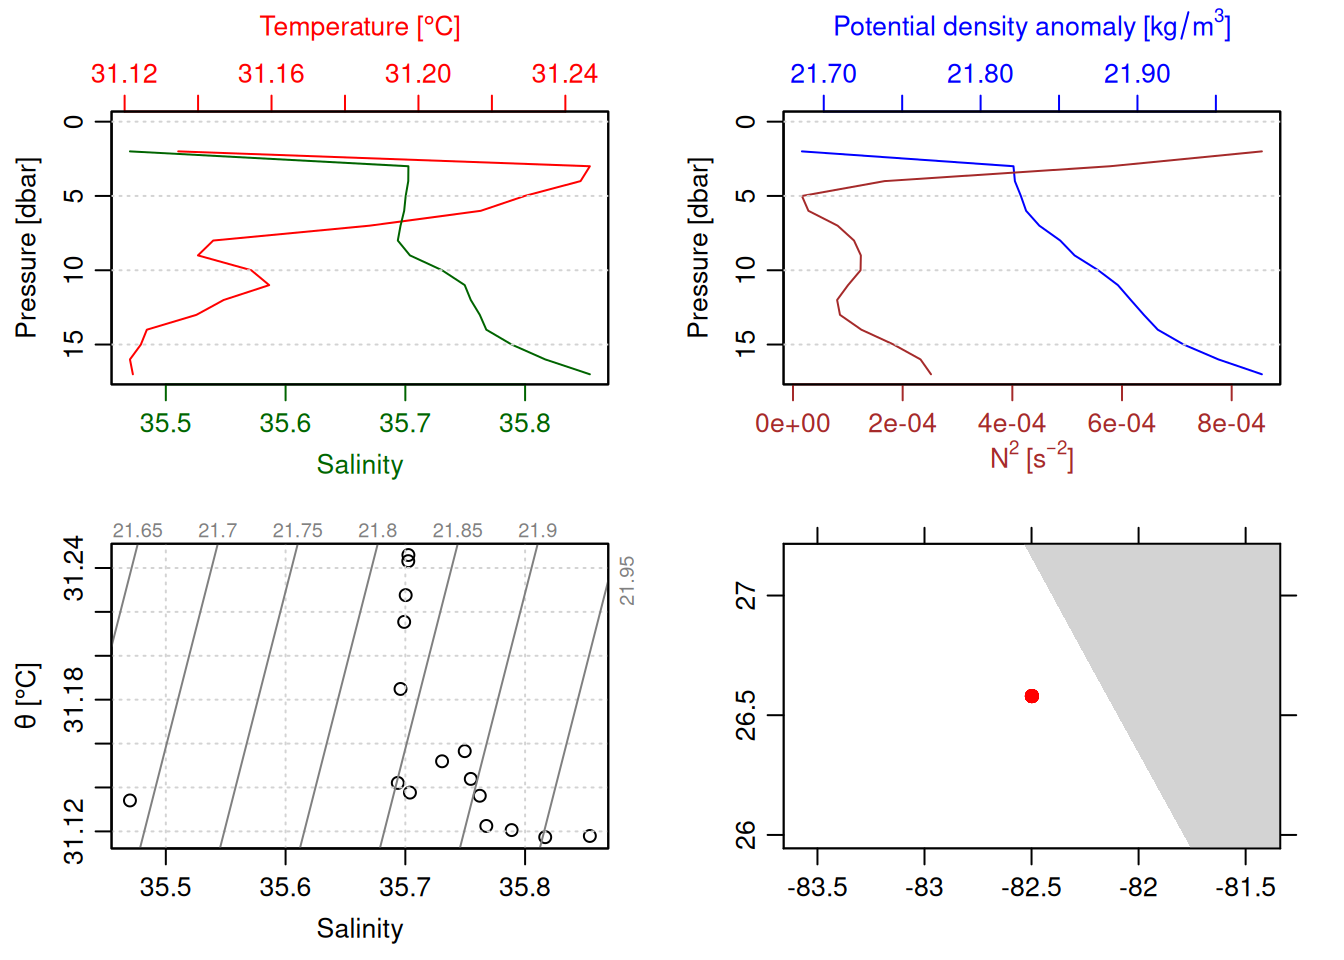 Temperature [°C]
31.12 31.16 31.20 31.24
Pressure [dbar]
0 5 10 15
35.5 35.6 35.7 35.8
Salinity
Potential density anomaly [kg/m³]
21.70 21.80 21.90
Pressure [dbar]
0 5 10 15
0e+00 2e-04 4e-04 6e-04 8e-04
N² [s⁻²]
21.65 21.7 21.75 21.8 21.85 21.9
21.95
θ [°C]
31.24 31.18 31.12
35.5 35.6 35.7 35.8
Salinity
27 26.5 26
-83.5 -83 -82.5 -82 -81.5